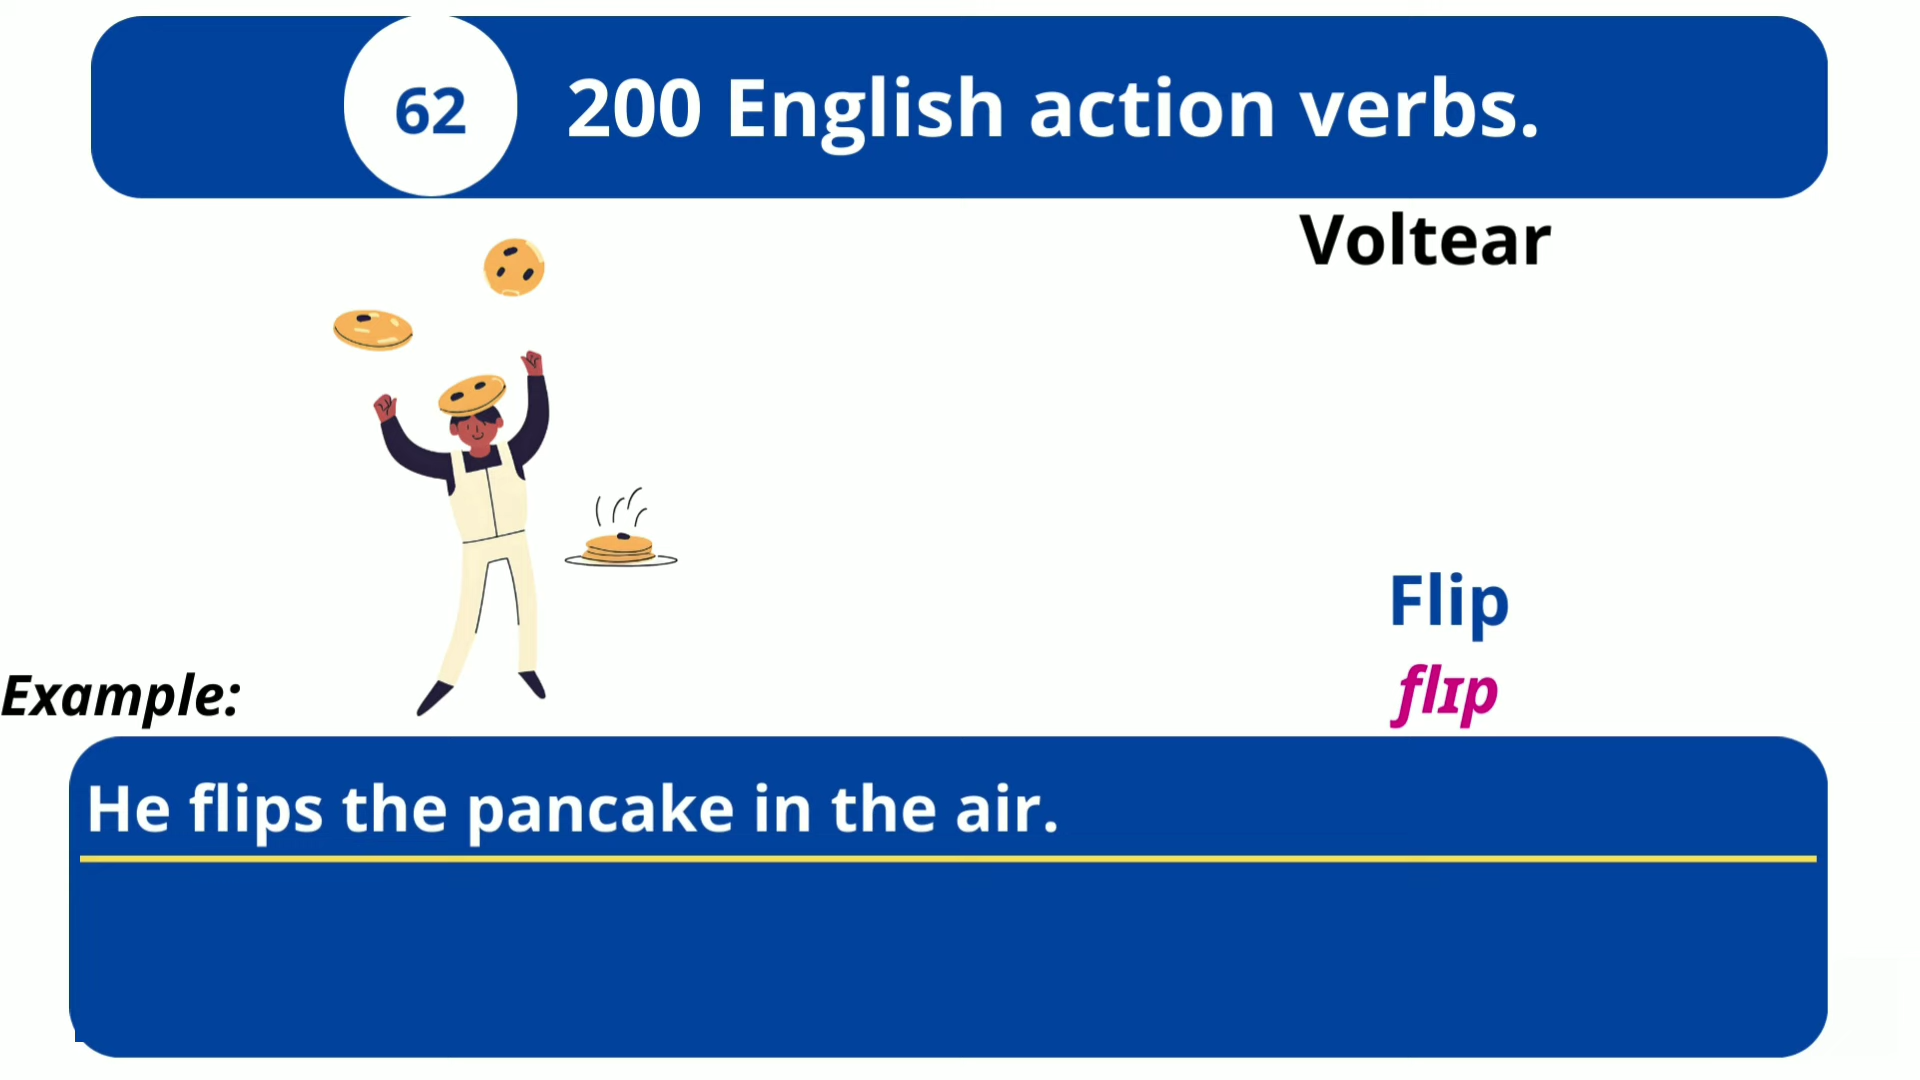 62
200 English action verbs.
Voltear
Flip
flɪp
Example:
He flips the pancake in the air.